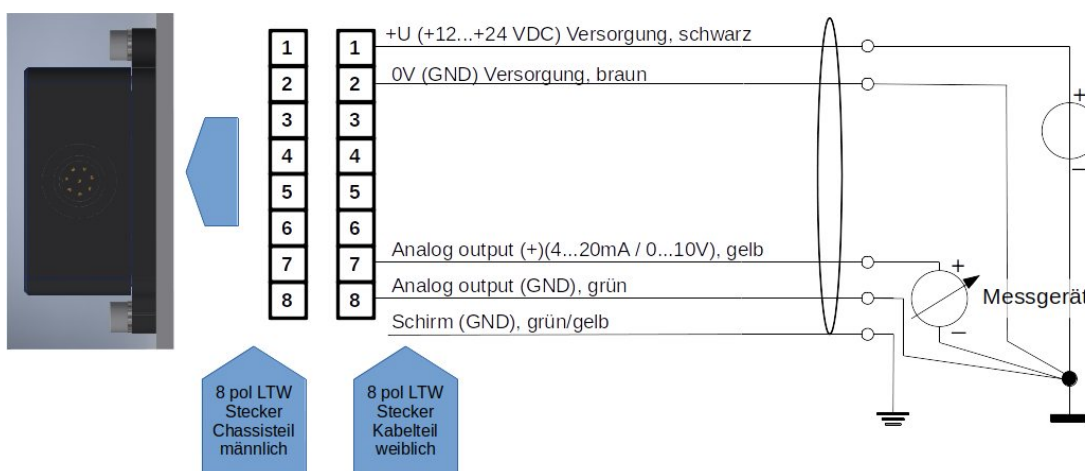 +U (+12...+24 VDC) Versorgung, schwarz
0V (GND) Versorgung, braun
1 1
2 2
3 3
4 4
5 5
6 6
7 7
8 8
Analog output (+)(4...20mA / 0...10V), gelb
Analog output (GND), grün
Schirm (GND), grün/gelb
+
−
+
−
Messgerät
8 pol LTW
Stecker
Chassisteil
männlich
8 pol LTW
Stecker
Kabelteil
weiblich